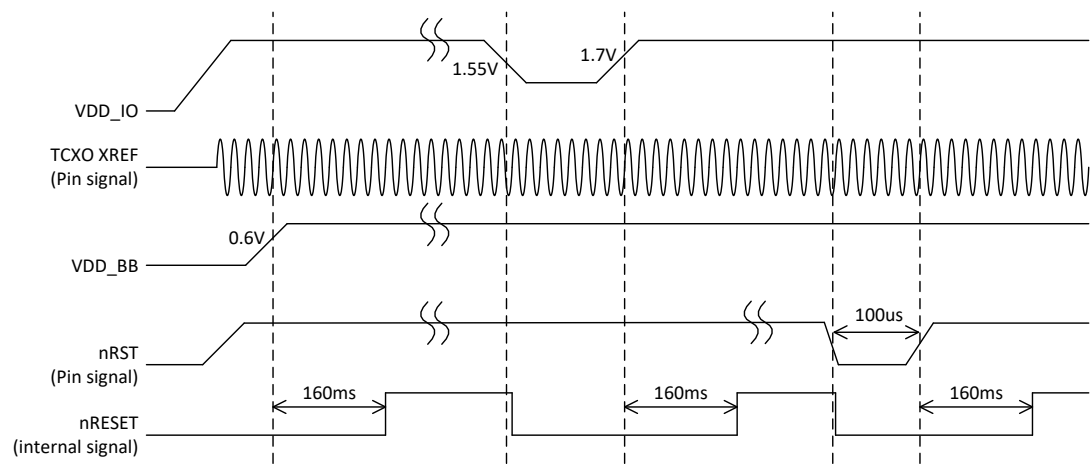 1.55V
1.7V
VDD_IO
TCXO XREF
(Pin signal)
0.6V
VDD_BB
100us
nRST
(Pin signal)
160ms
160ms
160ms
nRESET
(internal signal)